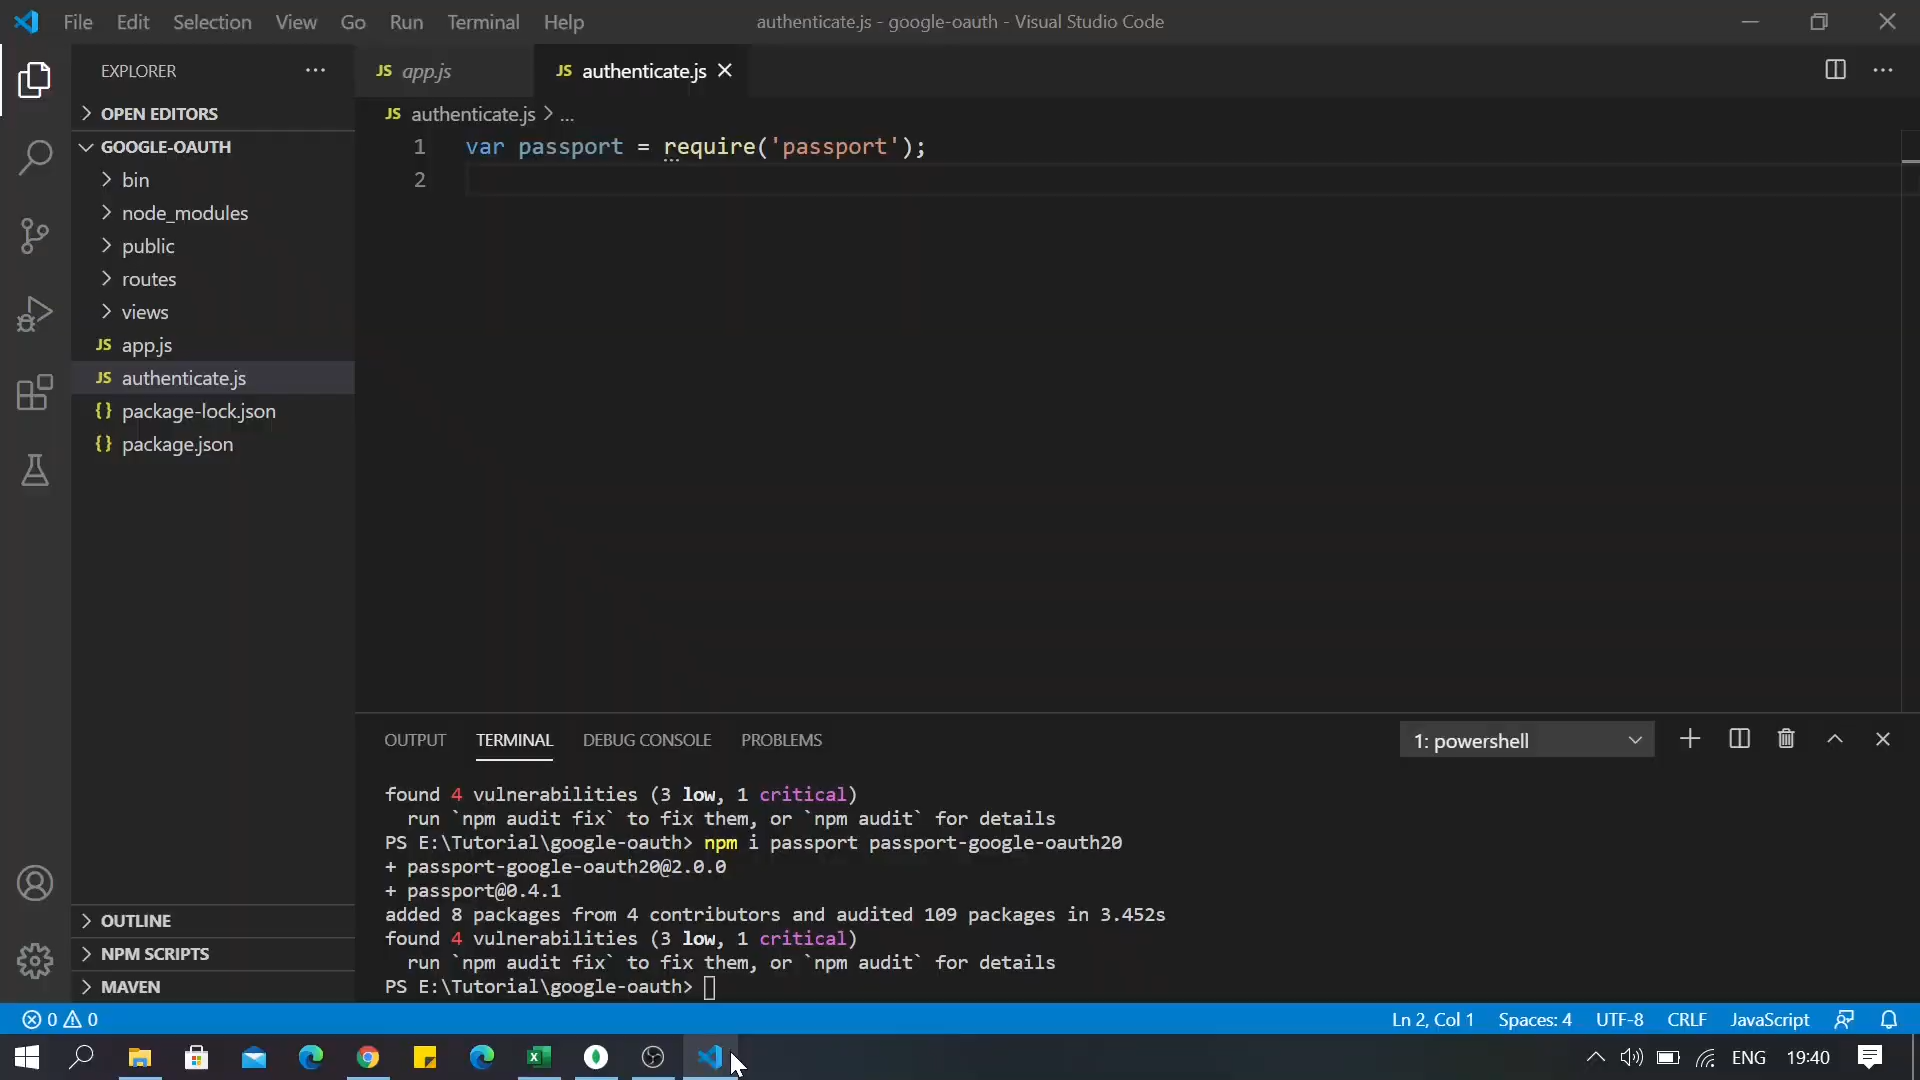 File Edit Selection View Go Run Terminal Help authenticate.js - google-oauth - Visual Studio Code
EXPLORER
JS app.js
JS authenticate.js
OPEN EDITORS
JS authenticate.js > ...
GOOGLE-OAUTH
1 var passport = require('passport');
2
bin
node_modules
public
routes
views
JS app.js
JS authenticate.js
{} package-lock.json
{} package.json
OUTLINE
NPM SCRIPTS
MAVEN
OUTPUT TERMINAL DEBUG CONSOLE PROBLEMS 1: powershell
found 4 vulnerabilities (3 low, 1 critical)
run `npm audit fix` to fix them, or `npm audit` for details
PS E:\Tutorial\google-oauth> npm i passport passport-google-oauth20
+ passport-google-oauth20@2.0.0
+ passport@0.4.1
added 8 packages from 4 contributors and audited 109 packages in 3.452s
found 4 vulnerabilities (3 low, 1 critical)
run `npm audit fix` to fix them, or `npm audit` for details
PS E:\Tutorial\google-oauth>
0 0 Ln 2, Col 1 Spaces: 4 UTF-8 CRLF JavaScript
ENG 19:40